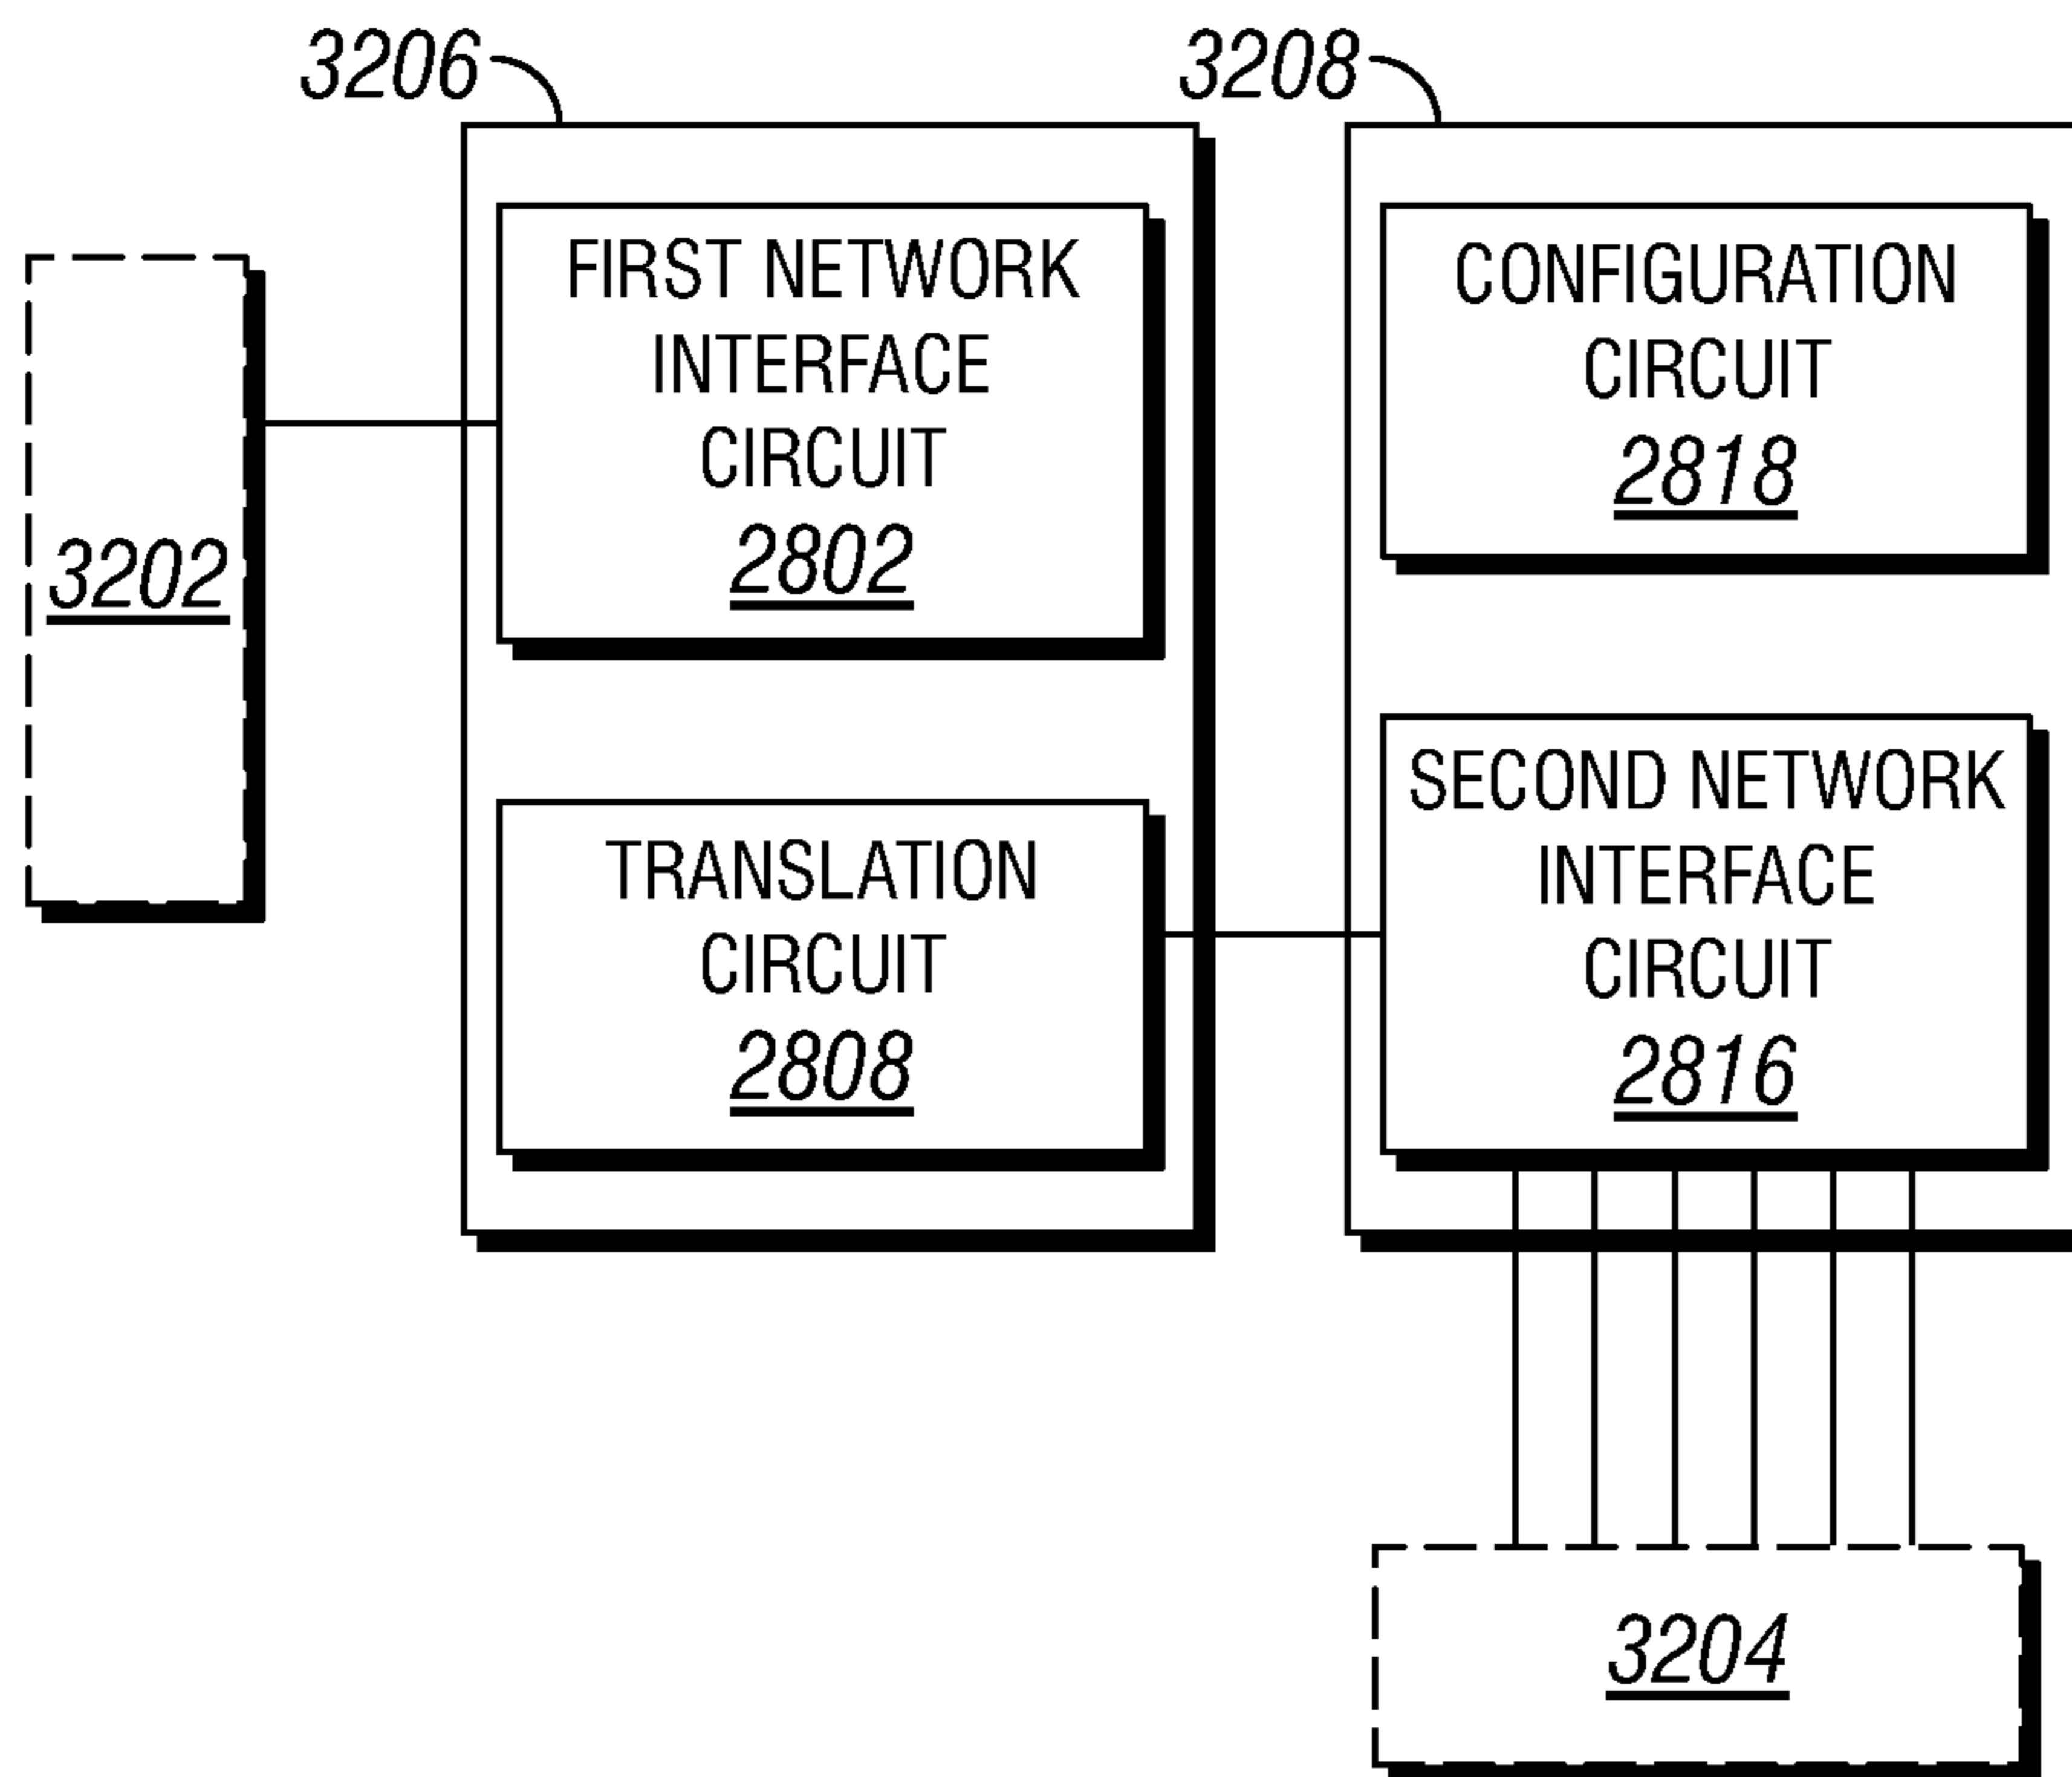 3206
3208
FIRST NETWORK
INTERFACE
CIRCUIT
2802
CONFIGURATION
CIRCUIT
2818
3202
TRANSLATION
CIRCUIT
2808
SECOND NETWORK
INTERFACE
CIRCUIT
2816
3204